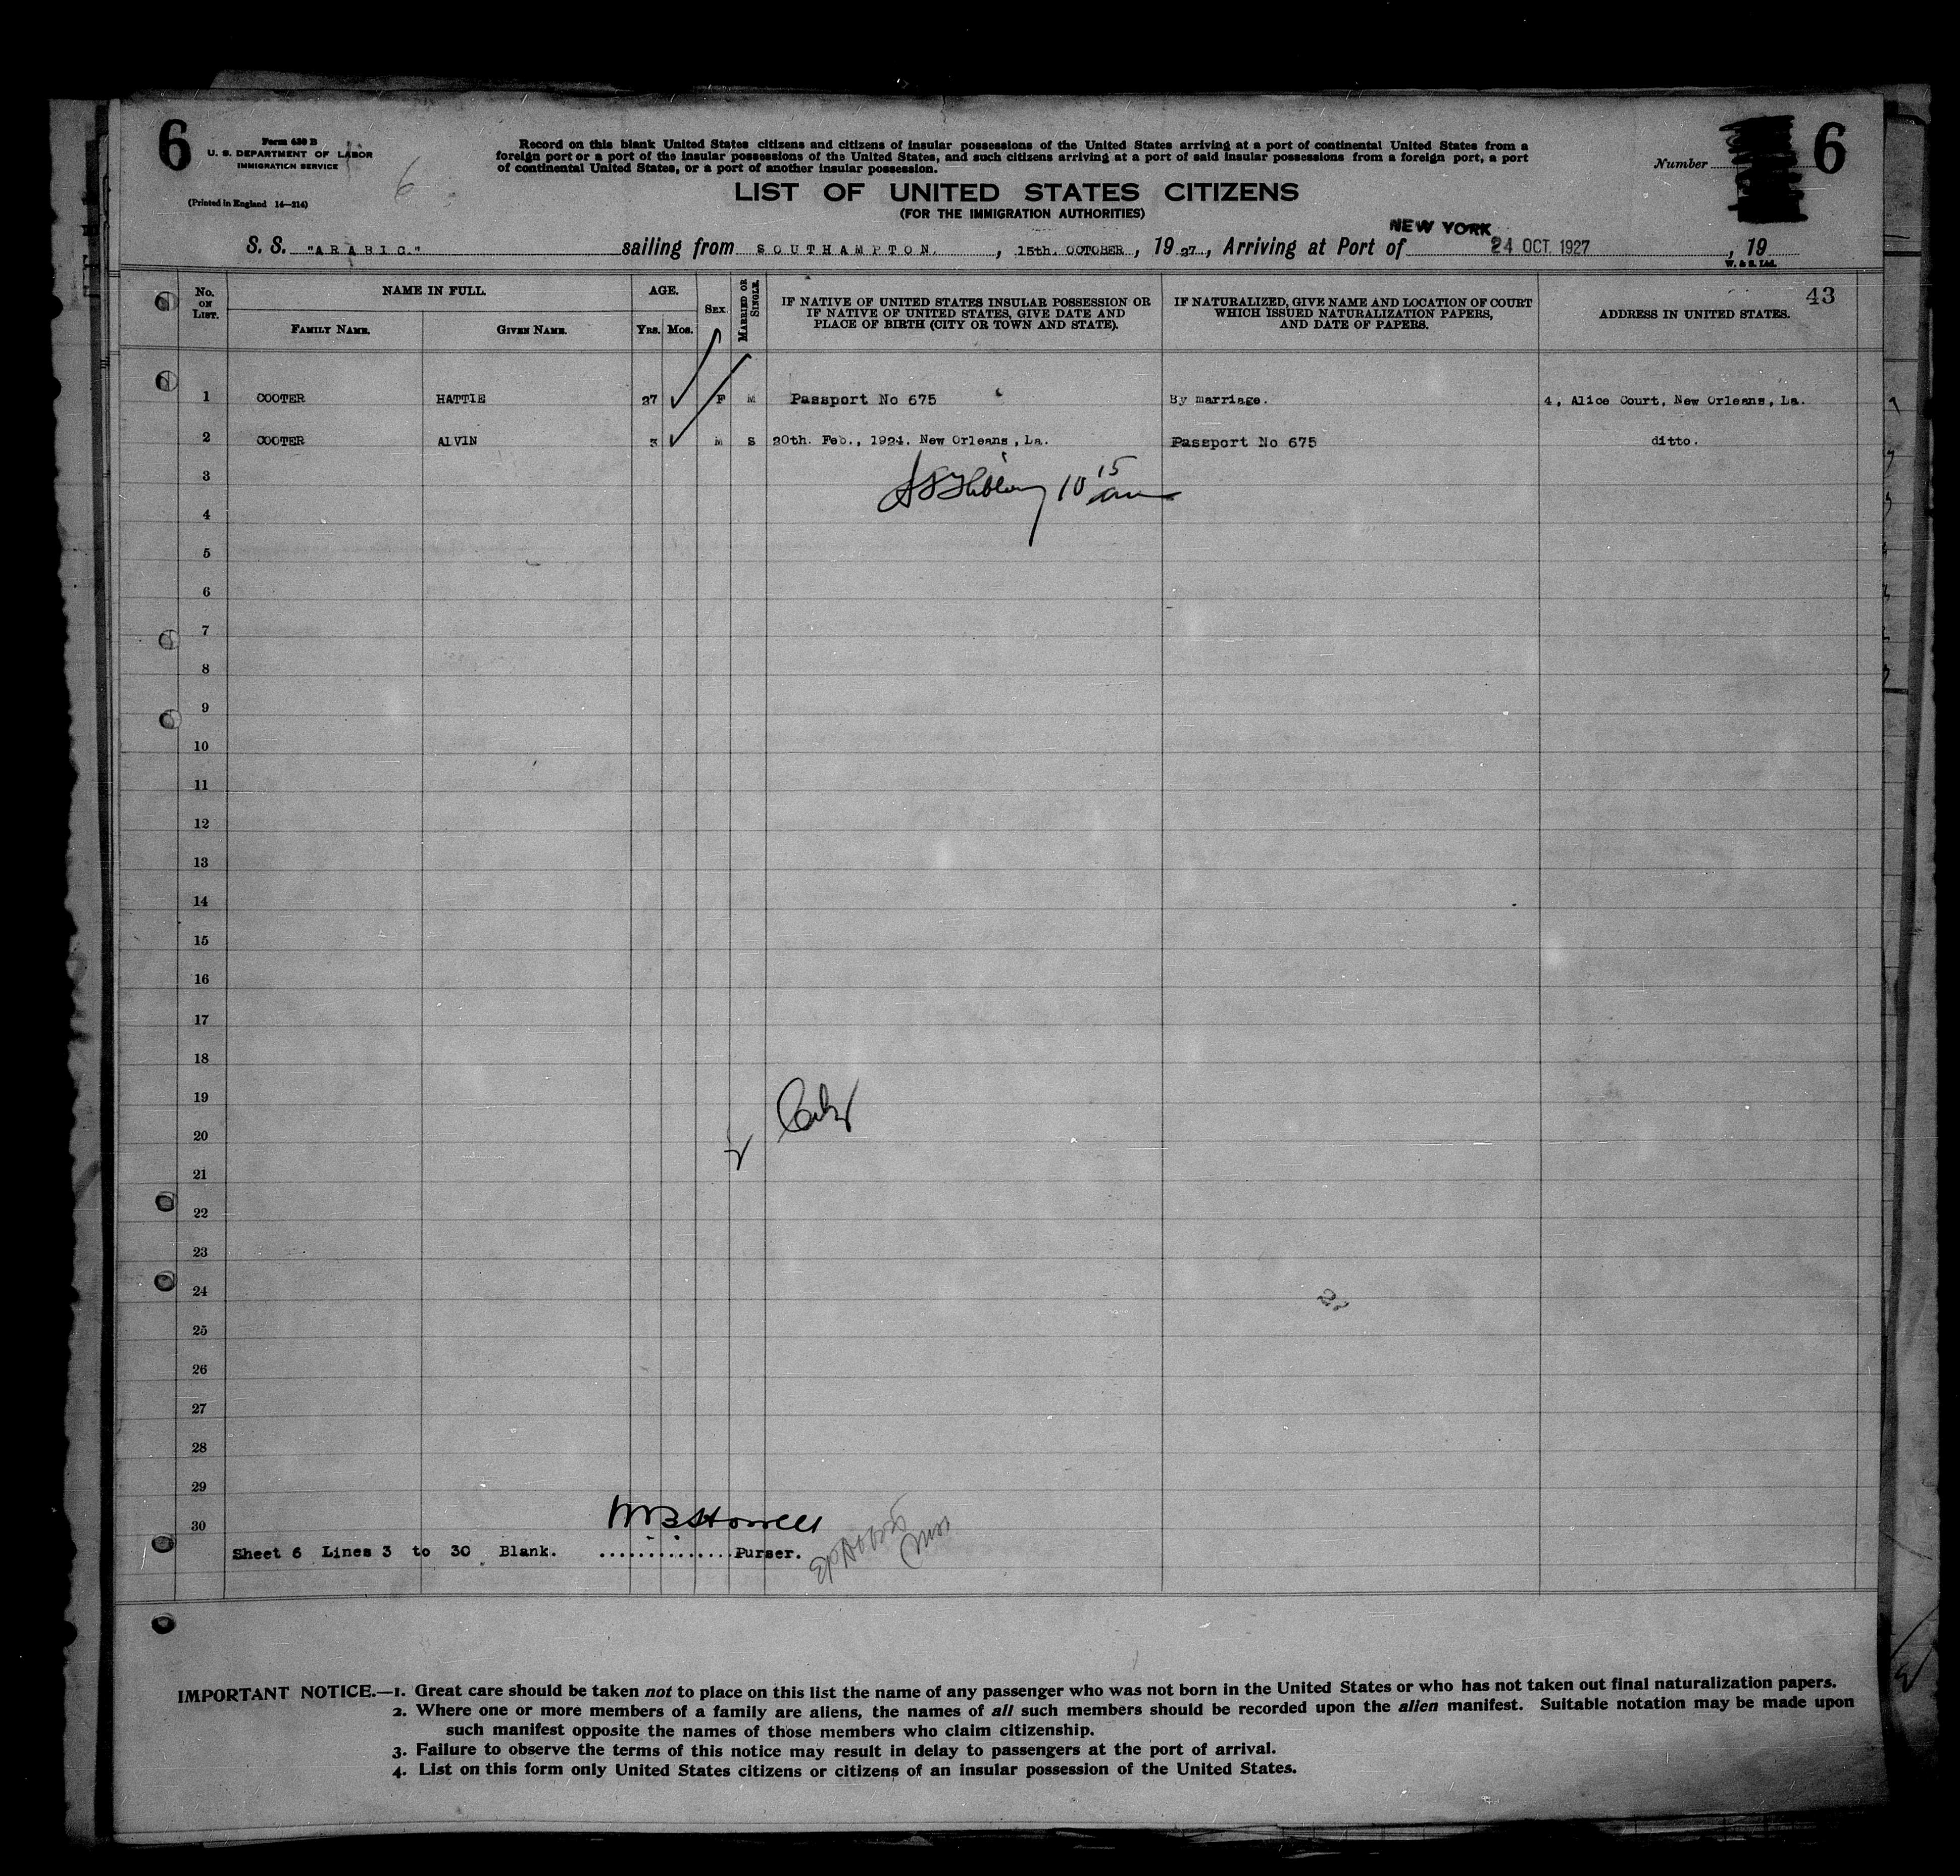 6
Form 630 B
U. S. DEPARTMENT OF LABOR
IMMIGRATION SERVICE
(Printed in England 14—214)
6
Record on this blank United States citizens and citizens of insular possessions of the United States arriving at a port of continental United States from a
foreign port or a port of the insular possessions of the United States, and such citizens arriving at a port of said insular possessions from a foreign port, a port
of continental United States, or a port of another insular possession.
LIST OF UNITED STATES CITIZENS
(FOR THE IMMIGRATION AUTHORITIES)
Number
6
S. S. "ARABIC." sailing from SOUTHAMPTON, , 15th. OCTOBER, 1927, Arriving at Port of NEW YORK 24 OCT. 1927, 19
W. & S. Ltd.
43
No. ON LIST.
NAME IN FULL.
FAMILY NAME.
GIVEN NAME.
AGE.
Yrs. Mos.
SEX.
MARRIED OR SINGLE.
IF NATIVE OF UNITED STATES INSULAR POSSESSION OR
IF NATIVE OF UNITED STATES, GIVE DATE AND
PLACE OF BIRTH (CITY OR TOWN AND STATE).
IF NATURALIZED, GIVE NAME AND LOCATION OF COURT
WHICH ISSUED NATURALIZATION PAPERS,
AND DATE OF PAPERS.
ADDRESS IN UNITED STATES.
1 COOTER HATTIE 27 F M Passport No 675 By marriage. 4, Alice Court, New Orleans, La.
2 COOTER ALVIN 3 M S 20th. Feb., 1924. New Orleans, La. Passport No 675 ditto.
3
10 15 am
4
5
6
7
8
9
10
11
12
13
14
15
16
17
18
19
20
21
22
23
24
25
26
27
28
29
30
Sheet 6 Lines 3 to 30 Blank. ..............Purser.
IMPORTANT NOTICE.—1. Great care should be taken not to place on this list the name of any passenger who was not born in the United States or who has not taken out final naturalization papers.
2. Where one or more members of a family are aliens, the names of all such members should be recorded upon the alien manifest. Suitable notation may be made upon
such manifest opposite the names of those members who claim citizenship.
3. Failure to observe the terms of this notice may result in delay to passengers at the port of arrival.
4. List on this form only United States citizens or citizens of an insular possession of the United States.